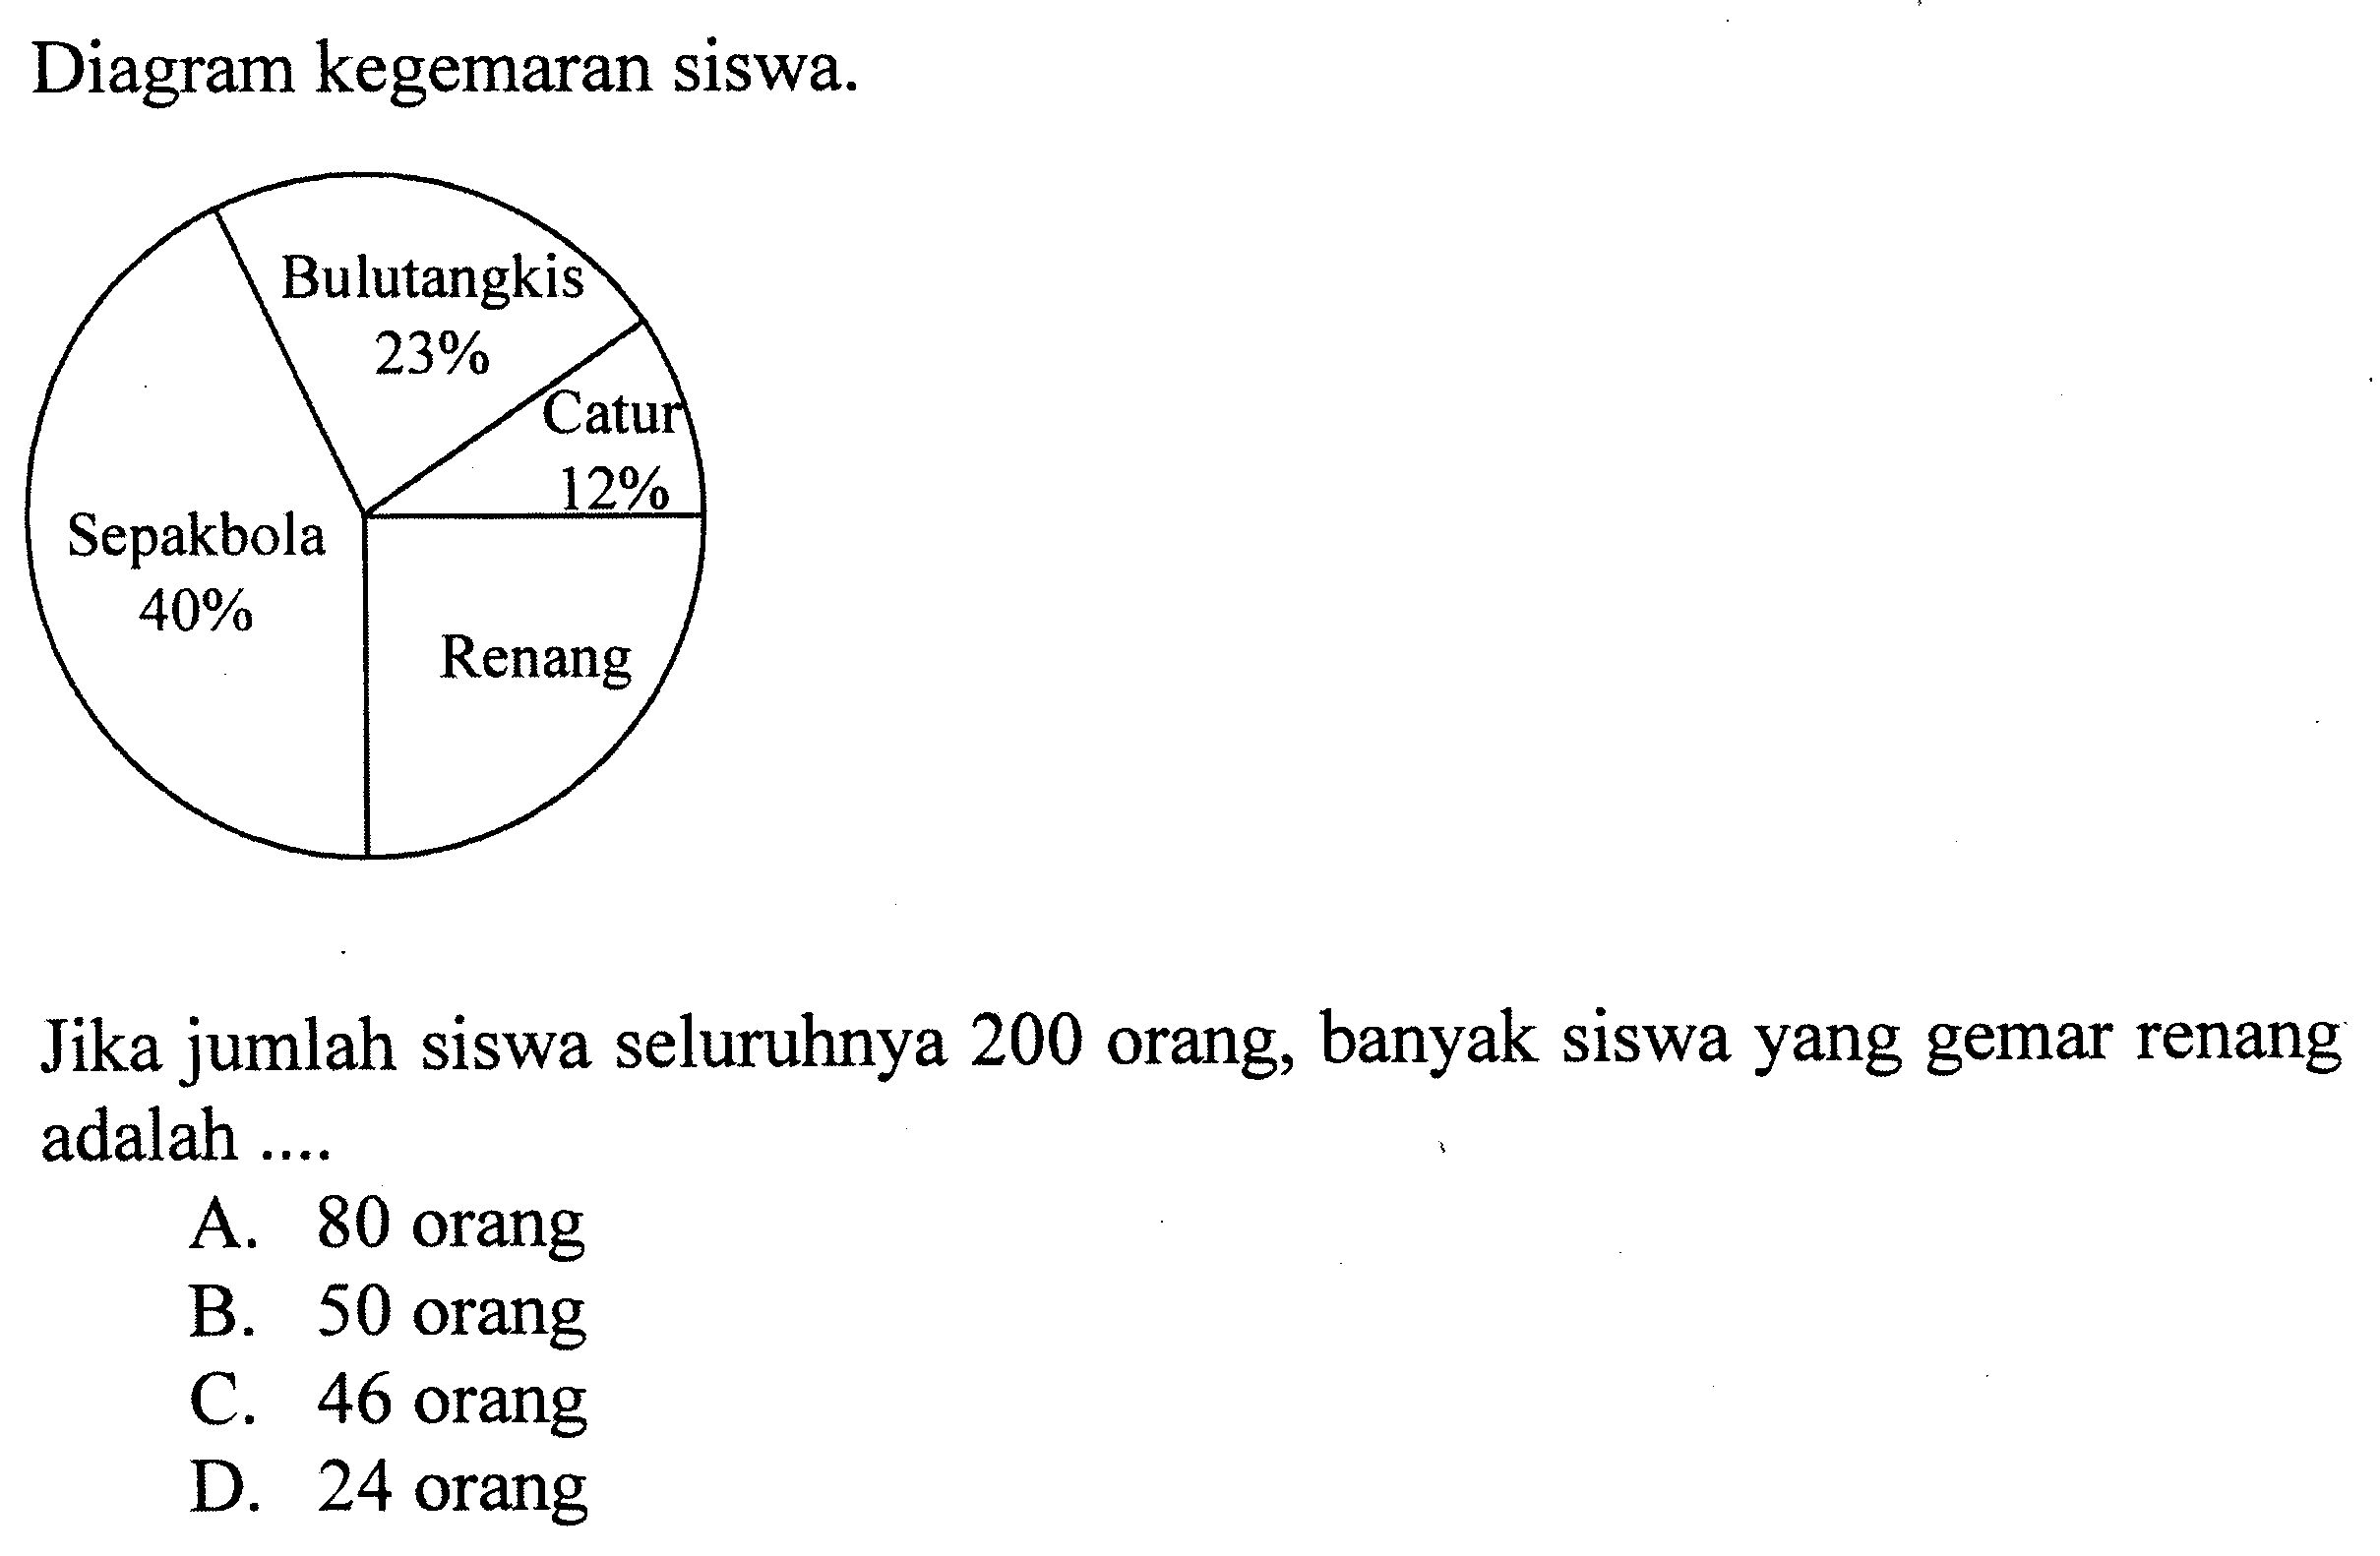 Diagram kegemaran siswa.
Bulutangkis
23%
Catur
12%
Sepakbola
40%
Renang
Jika jumlah siswa seluruhnya 200 orang, banyak siswa yang gemar renang
adalah ....
A. 80 orang
B. 50 orang
C. 46 orang
D. 24 orang